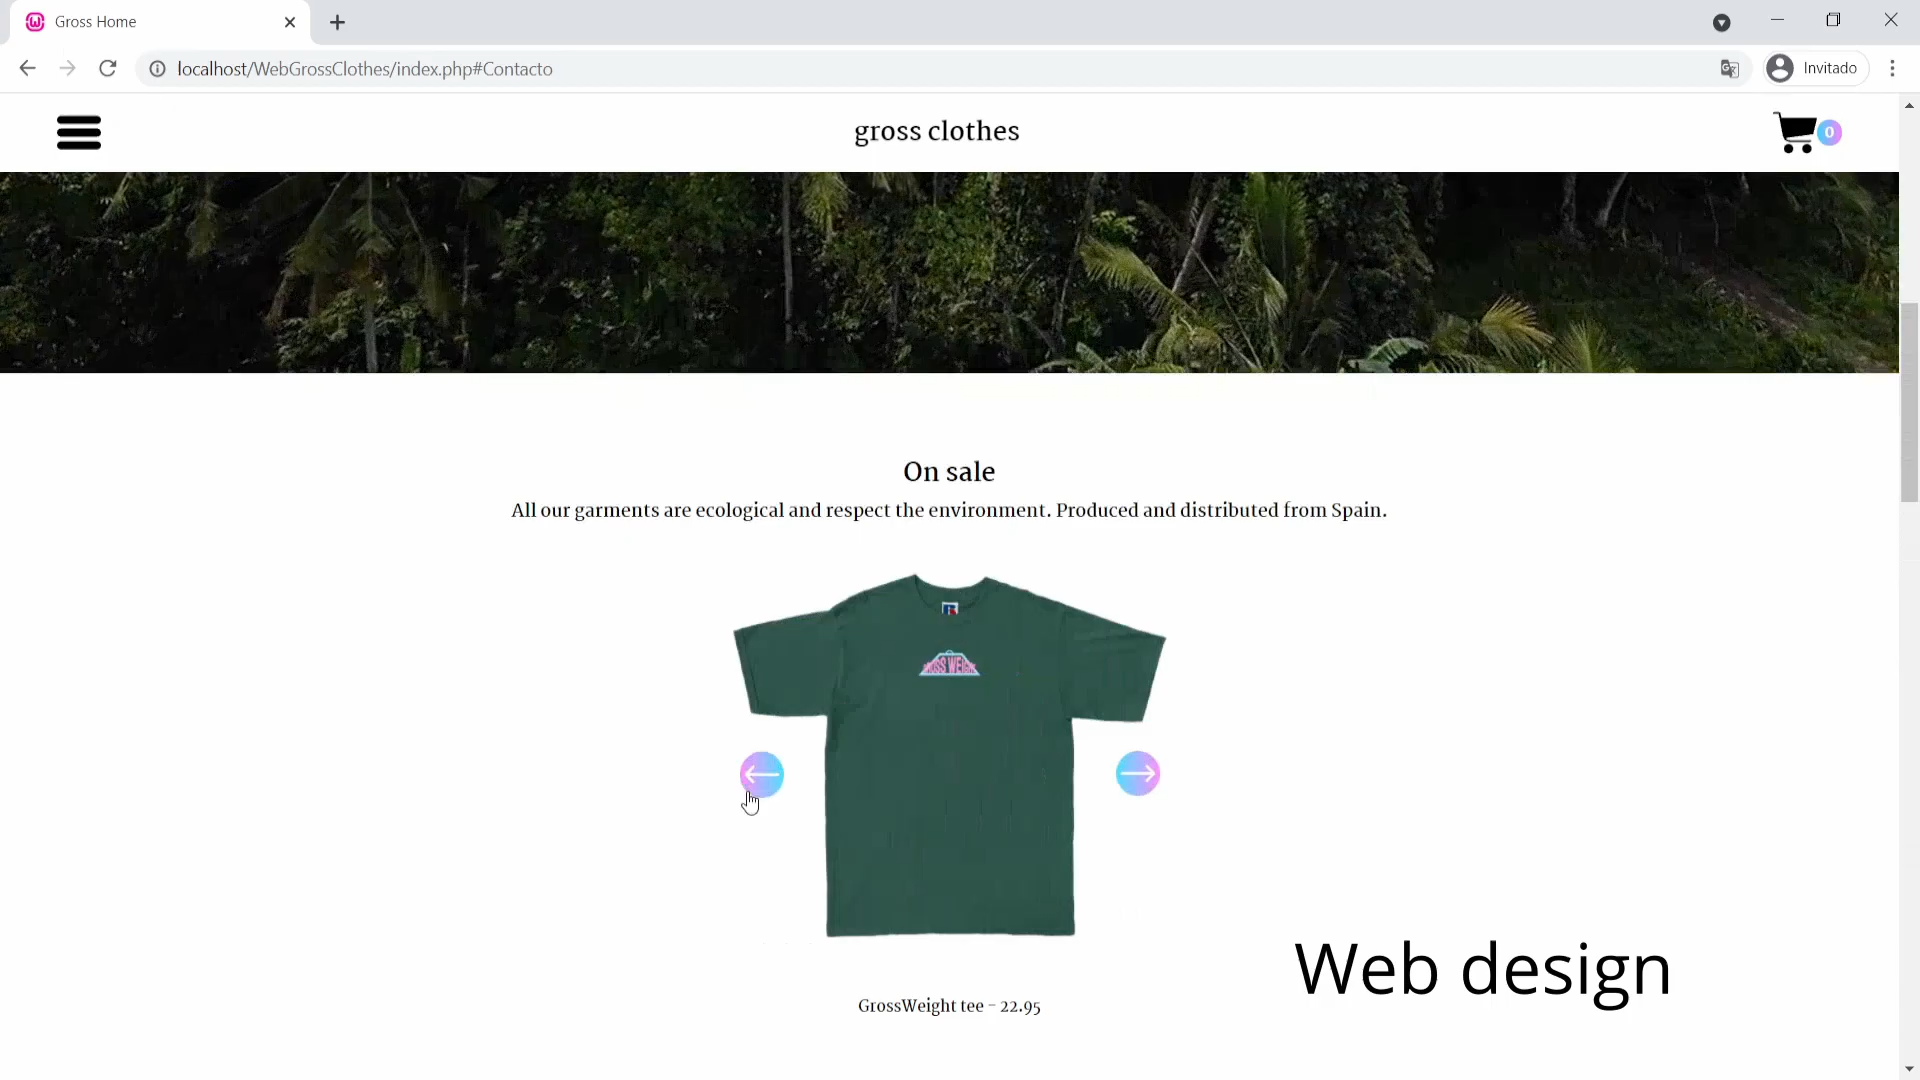 Gross Home
localhost/WebGrossClothes/index.php#Contacto
Invitado
gross clothes
0
On sale
All our garments are ecological and respect the environment. Produced and distributed from Spain.
GrossWeight tee - 22.95
Web design